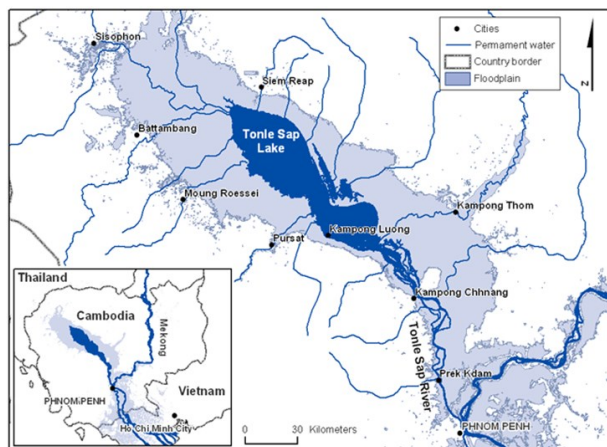 Cities
Permament water
Country border
Floodplain
N
Sisophon
Siem Reap
Battambang
Tonle Sap
Lake
Moung Roessei
Kampong Thom
Kampong Luong
Pursat
Kampong Chhnang
Tonle Sap River
Prek Kdam
PHNOM PENH
0 30 60 Kilometers
Thailand
Cambodia
Mekong
Vietnam
PHNOM PENH
Ho Chi Minh City